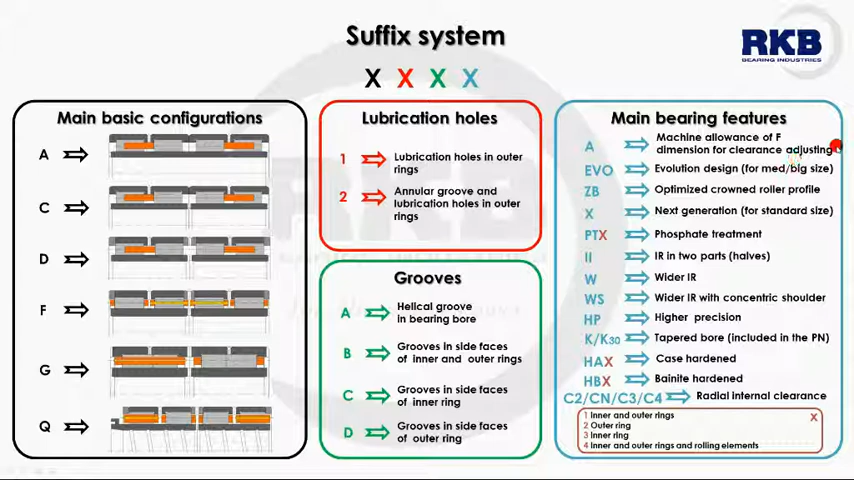 Suffix system
RKB
BEARING INDUSTRIES
X X X X
Main basic configurations
A
C
D
F
G
Q
Lubrication holes
1 Lubrication holes in outer
rings
2 Annular groove and
lubrication holes in outer
rings
Grooves
A Helical groove
in bearing bore
B Grooves in side faces
of inner and outer rings
C Grooves in side faces
of inner ring
D Grooves in side faces
of outer ring
Main bearing features
A Machine allowance of F
dimension for clearance adjusting
EVO Evolution design (for med/big size)
ZB Optimized crowned roller profile
X Next generation (for standard size)
PTX Phosphate treatment
II IR in two parts (halves)
W Wider IR
WS Wider IR with concentric shoulder
HP Higher precision
K/K30 Tapered bore (included in the PN)
HAX Case hardened
HBX Bainite hardened
C2/CN/C3/C4 Radial internal clearance
1 Inner and outer rings X
2 Outer ring
3 Inner ring
4 Inner and outer rings and rolling elements